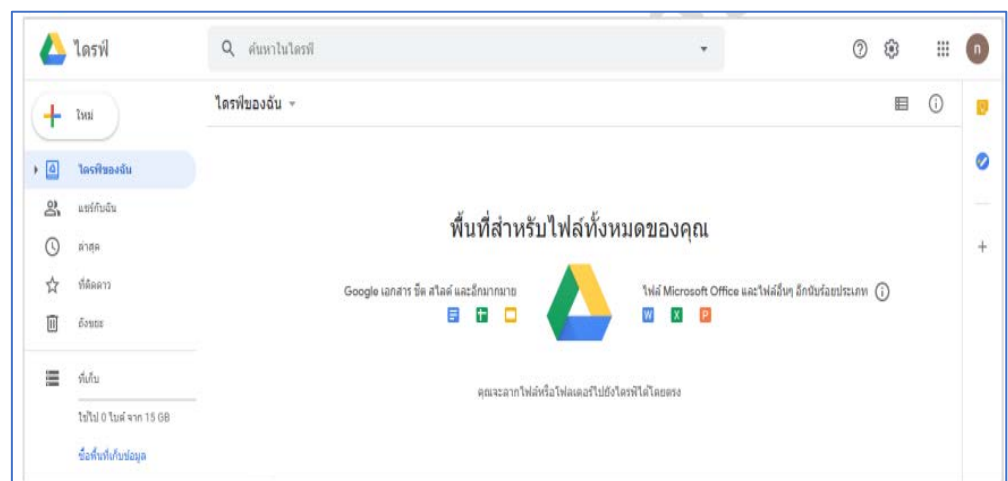 ไดรฟ์
ค้นหาในไดรฟ์
n
ใหม่
ไดรฟ์ของฉัน
ไดรฟ์ของฉัน
แชร์กับฉัน
ล่าสุด
ที่ติดดาว
ถังขยะ
ที่เก็บ
ใช้ไป 0 ไบต์ จาก 15 GB
ซื้อพื้นที่เก็บข้อมูล
พื้นที่สำหรับไฟล์ทั้งหมดของคุณ
Google เอกสาร ชีต สไลด์ และอีกมากมาย
ไฟล์ Microsoft Office และไฟล์อื่นๆ อีกนับร้อยประเภท
W X P
คุณจะลากไฟล์หรือโฟลเดอร์ไปยังไดรฟ์ได้โดยตรง